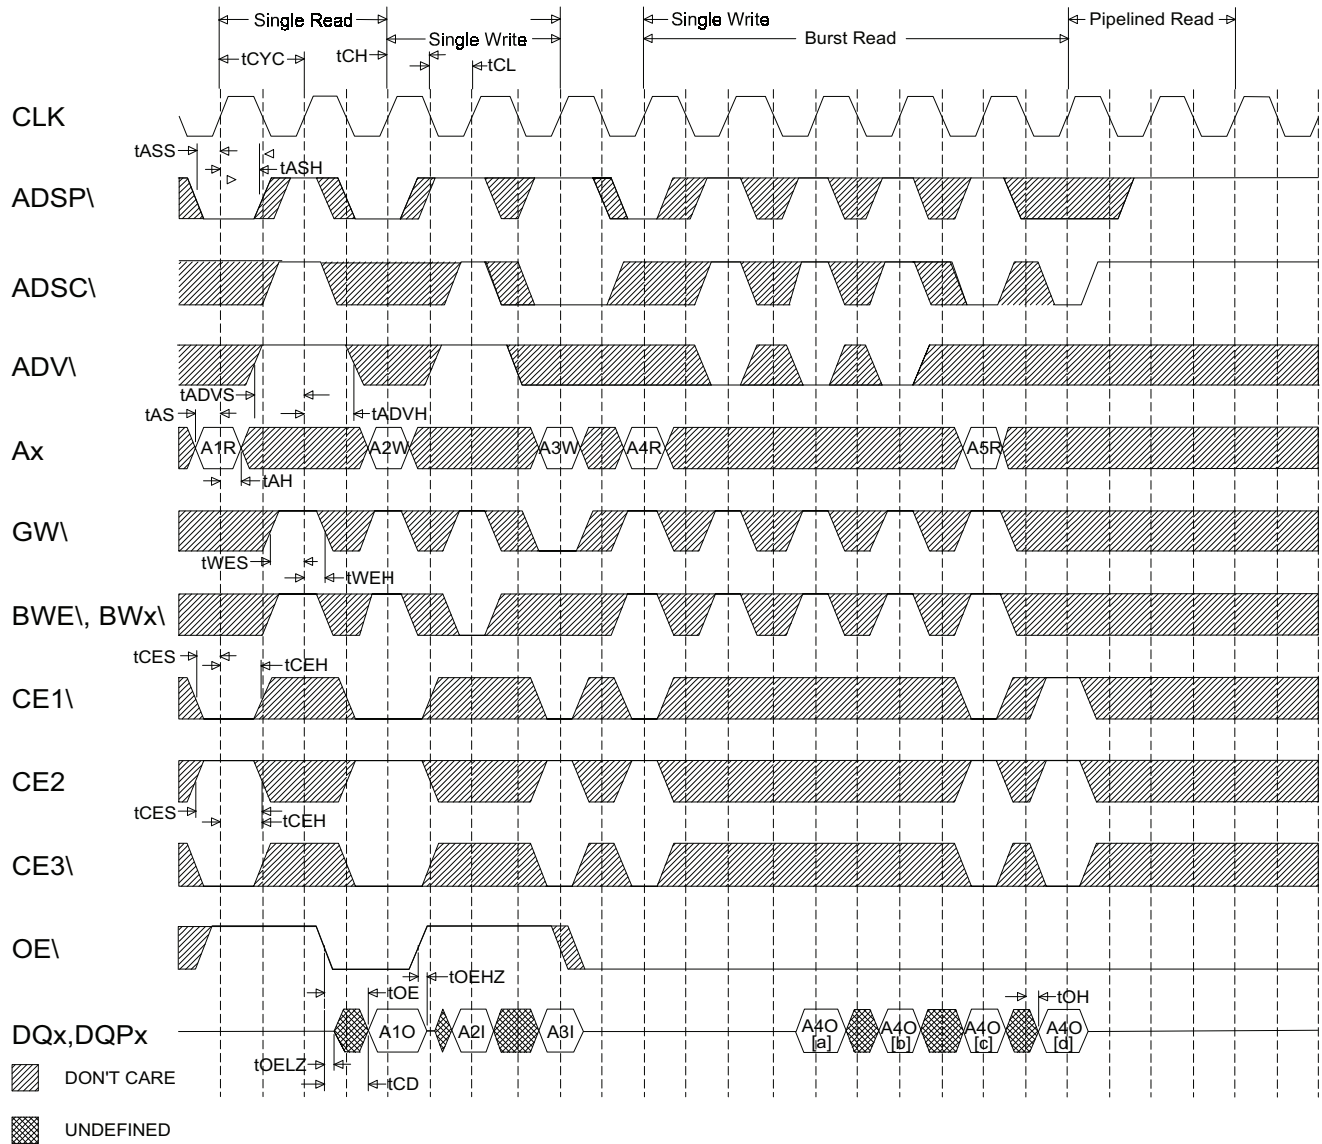 Single Read
Single Write
Pipelined Read
Single Write
Burst Read
tCYC
tCH
tCL
CLK
tASS
tASH
ADSP\
ADSC\
ADV\
tADVS
tAS
tADVH
Ax
A1R
A2W
A3W
A4R
A5R
tAH
GW\
tWES
tWEH
BWE\, BWx\
tCES
tCEH
CE1\
CE2
tCES
tCEH
CE3\
OE\
tOEHZ
tOE
tOH
DQx,DQPx
A1O
A2I
A3I
A4O
[a]
A4O
[b]
A4O
[c]
A4O
[d]
tOELZ
tCD
DON'T CARE
UNDEFINED